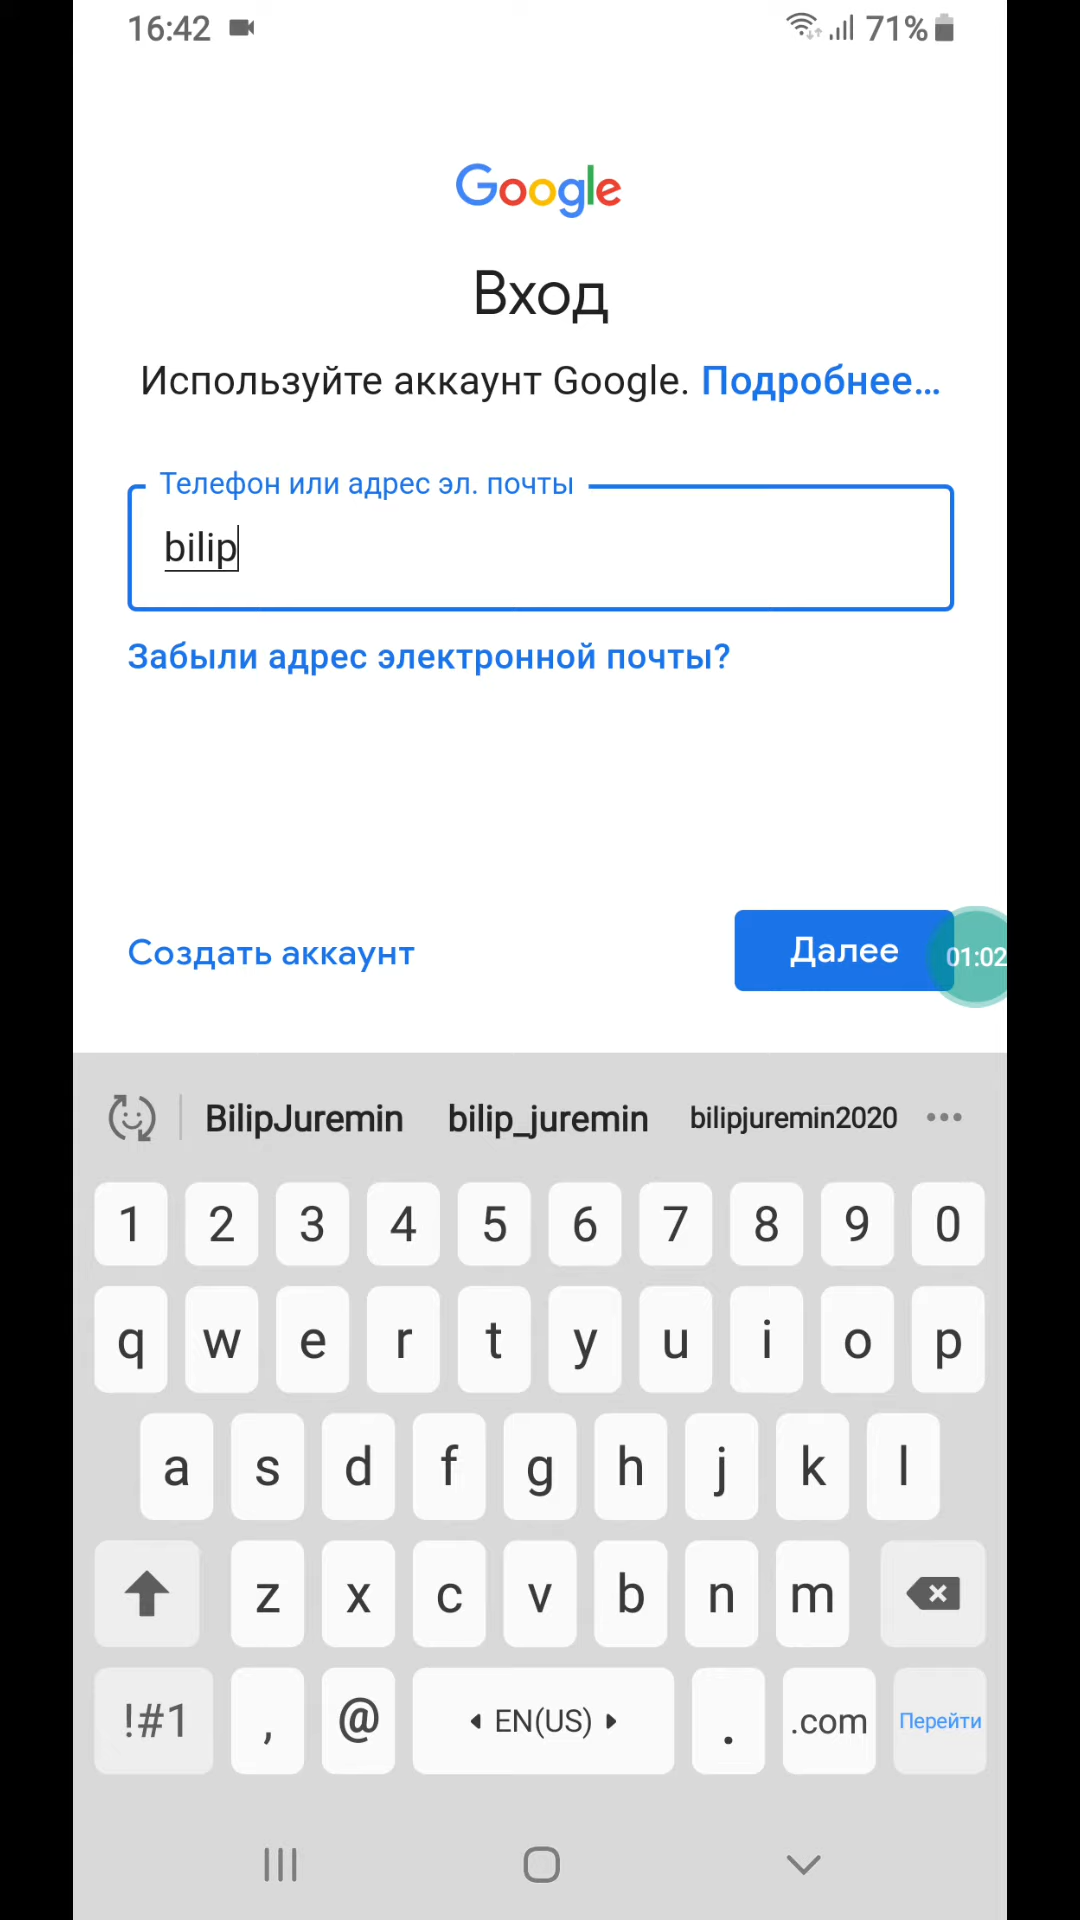 16:42 71%
Google
Вход
Используйте аккаунт Google. Подробнее...
Телефон или адрес эл. почты
bilip
Забыли адрес электронной почты?
Создать аккаунт Далее 01:02
BilipJuremin bilip_juremin bilipjuremin2020
1 2 3 4 5 6 7 8 9 0
q w e r t y u i o p
a s d f g h j k l
z x c v b n m
!#1 , @ EN(US) . .com Перейти